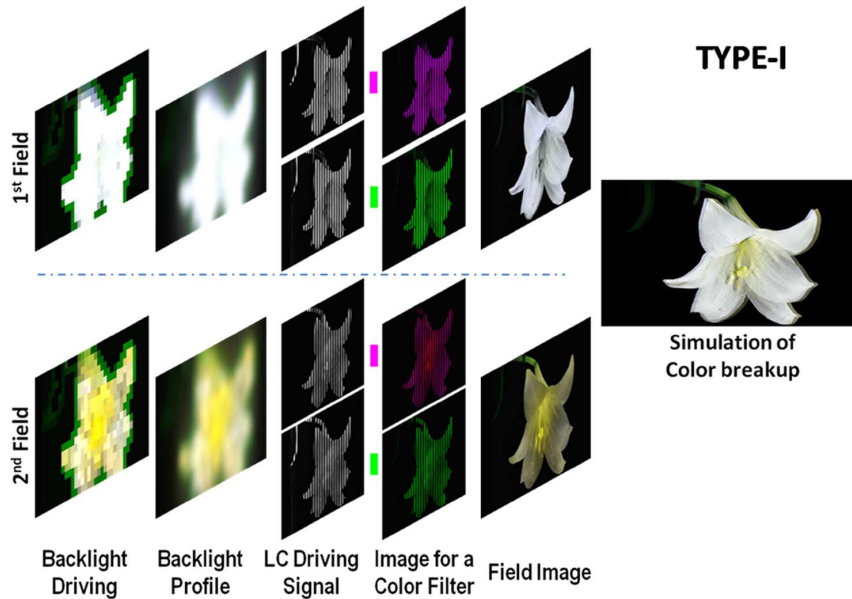 TYPE-I
1st Field
Simulation of
Color breakup
2nd Field
Backlight
Driving
Backlight
Profile
LC Driving
Signal
Image for a
Color Filter
Field Image